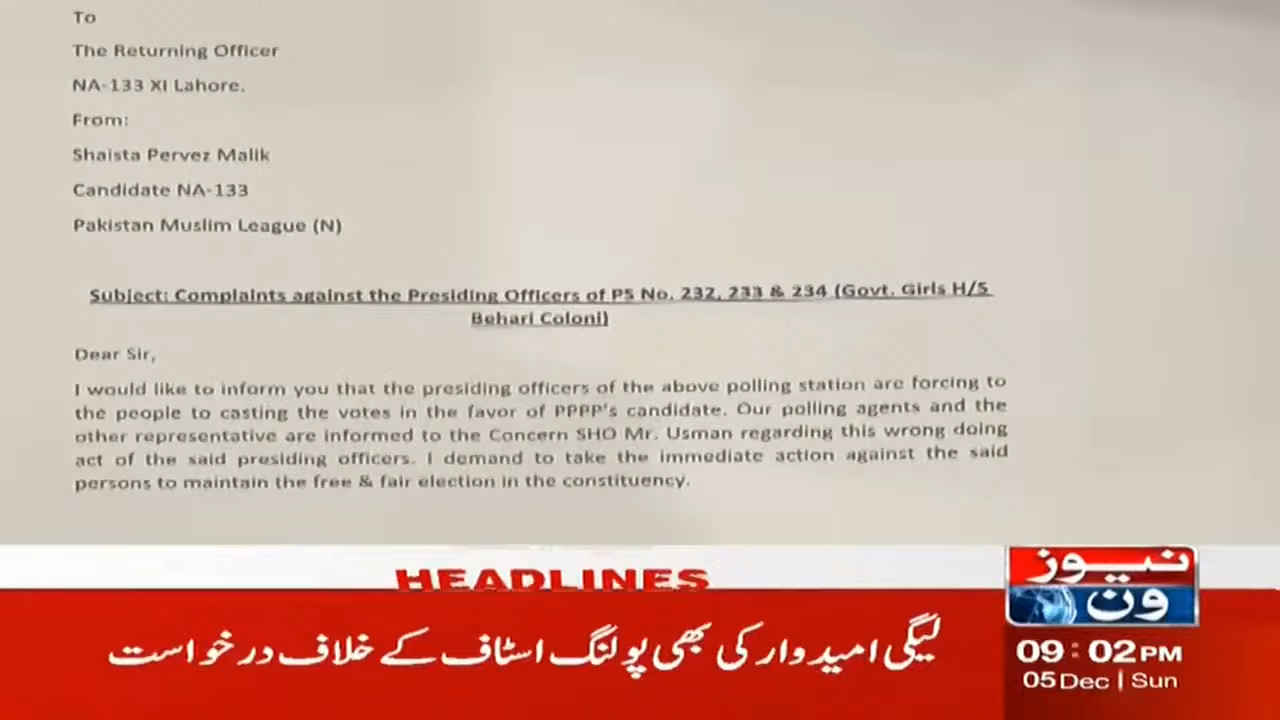 To
The Returning Officer
NA-133 XI Lahore.
From:
Shaista Pervez Malik
Candidate NA-133
Pakistan Muslim League (N)
Subject: Complaints against the Presiding Officers of PS No. 232, 233 & 234 (Govt. Girls H/S
Behari Coloni)
Dear Sir,
I would like to inform you that the presiding officers of the above polling station are forcing to
the people to casting the votes in the favor of PPPP's candidate. Our polling agents and the
other representative are informed to the Concern SHO Mr. Usman regarding this wrong doing
act of the said presiding officers. I demand to take the immediate action against the said
persons to maintain the free & fair election in the constituency.
HEADLINES
نیوز
ون
لیگی امیدوار کی بھی پولنگ اسٹاف کے خلاف درخواست
09:02PM
05 Dec | Sun